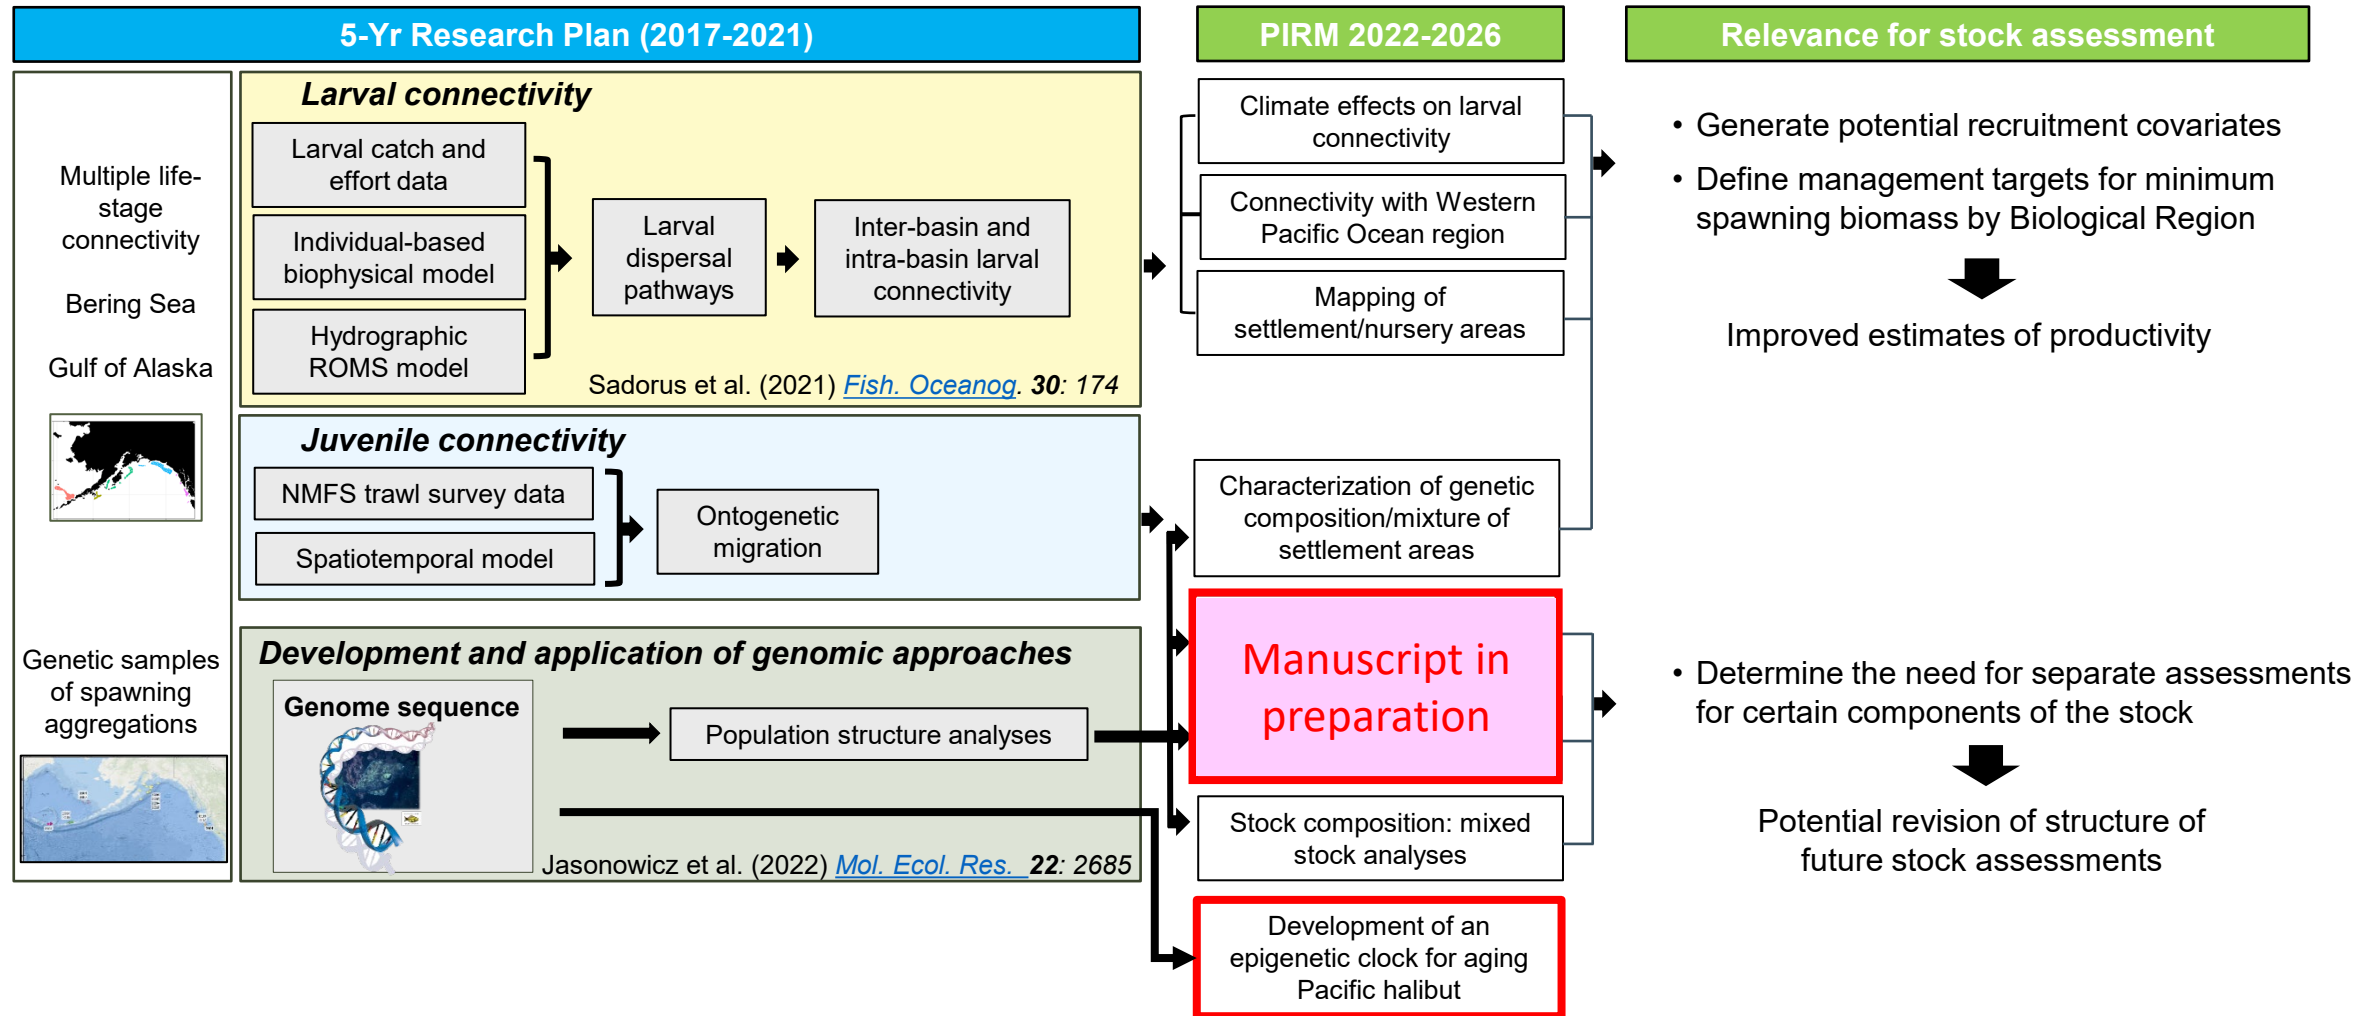 5-Yr Research Plan (2017-2021)
PIRM 2022-2026
Relevance for stock assessment
Multiple life-
stage
connectivity
Bering Sea
Gulf of Alaska
Genetic samples
of spawning
aggregations
Larval connectivity
Larval catch and
effort data
Individual-based
biophysical model
Hydrographic
ROMS model
Larval
dispersal
pathways
Inter-basin and
intra-basin larval
connectivity
Sadorus et al. (2021) Fish. Oceanog. 30: 174
Juvenile connectivity
NMFS trawl survey data
Spatiotemporal model
Ontogenetic
migration
Development and application of genomic approaches
Genome sequence
Population structure analyses
Jasonowicz et al. (2022) Mol. Ecol. Res. 22: 2685
Climate effects on larval
connectivity
Connectivity with Western
Pacific Ocean region
Mapping of
settlement/nursery areas
Characterization of genetic
composition/mixture of
settlement areas
Manuscript in
preparation
Stock composition: mixed
stock analyses
Development of an
epigenetic clock for aging
Pacific halibut
• Generate potential recruitment covariates
• Define management targets for minimum
spawning biomass by Biological Region
Improved estimates of productivity
• Determine the need for separate assessments
for certain components of the stock
Potential revision of structure of
future stock assessments